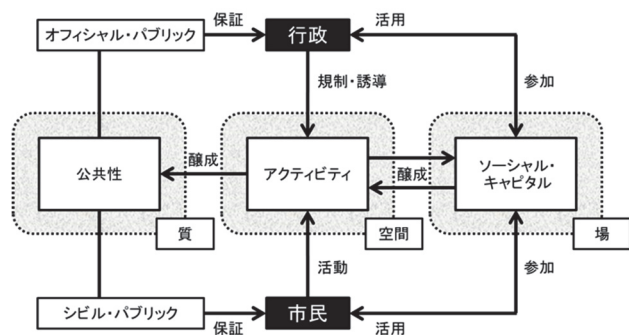 保証
活用
オフィシャル・パブリック
行政
規制・誘導
参加
公共性
醸成
アクティビティ
醸成
ソーシャル・
キャピタル
質
空間
場
活動
参加
シビル・パブリック
市民
保証
活用